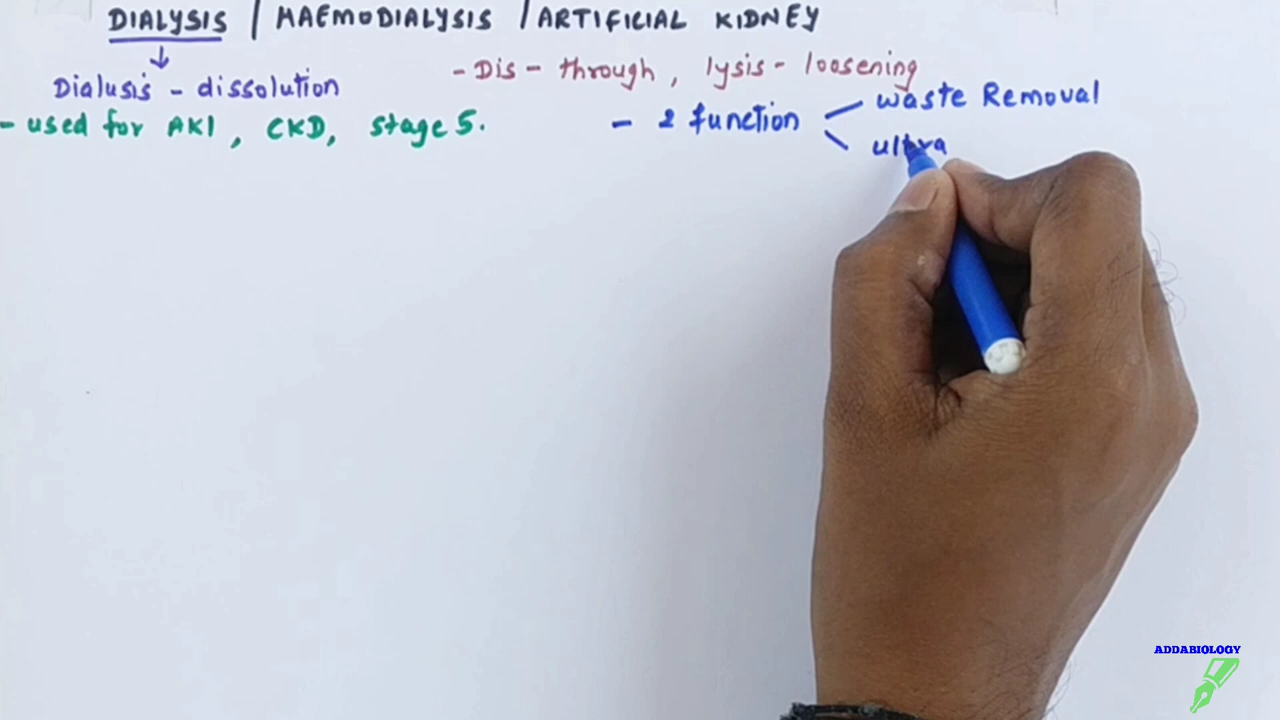 DIALYSIS / HAEMODIALYSIS / ARTIFICIAL KIDNEY
Dialusis - dissolution
- Dis - through, lysis - loosening
- used for AKI, CKD, stage 5.
- 2 function
waste Removal
ultra
ADDABIOLOGY